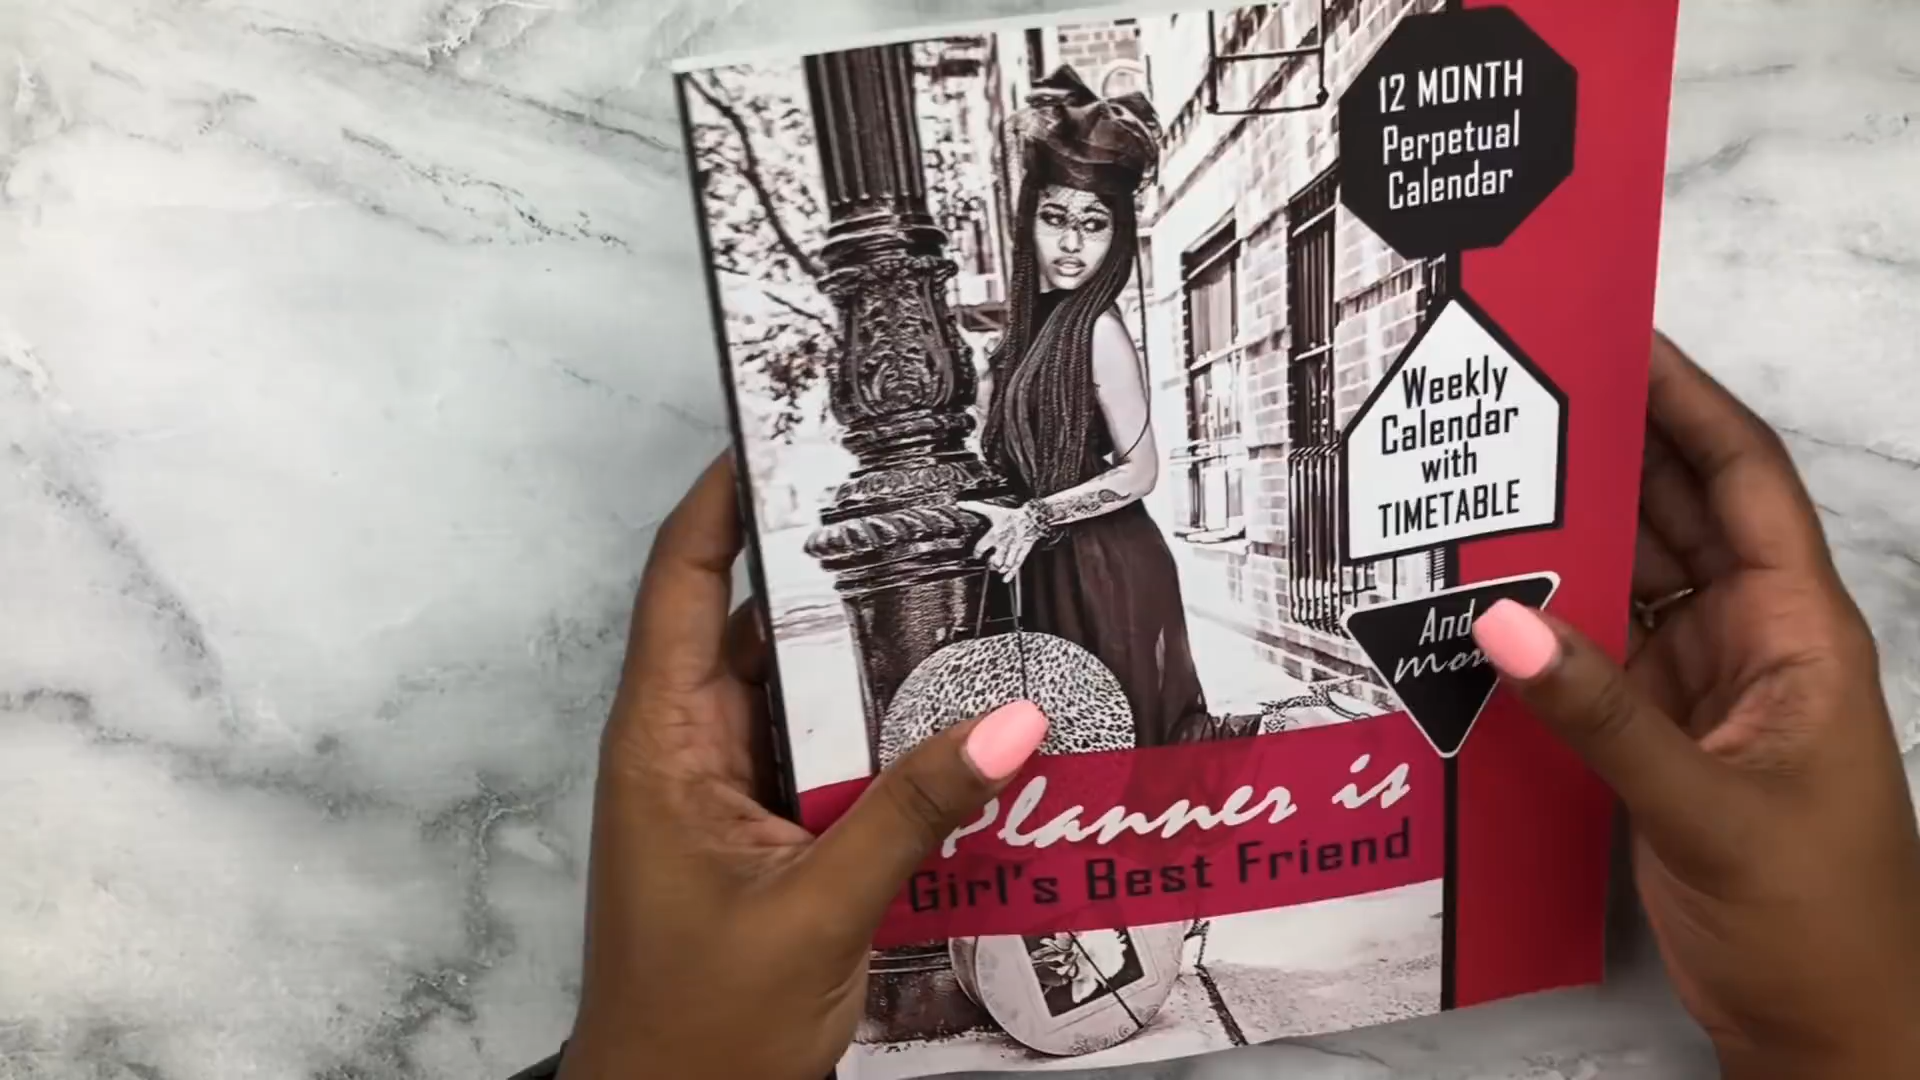 12 MONTH
Perpetual
Calendar
Weekly
Calendar
with
TIMETABLE
And
Planner is
Girl's Best Friend